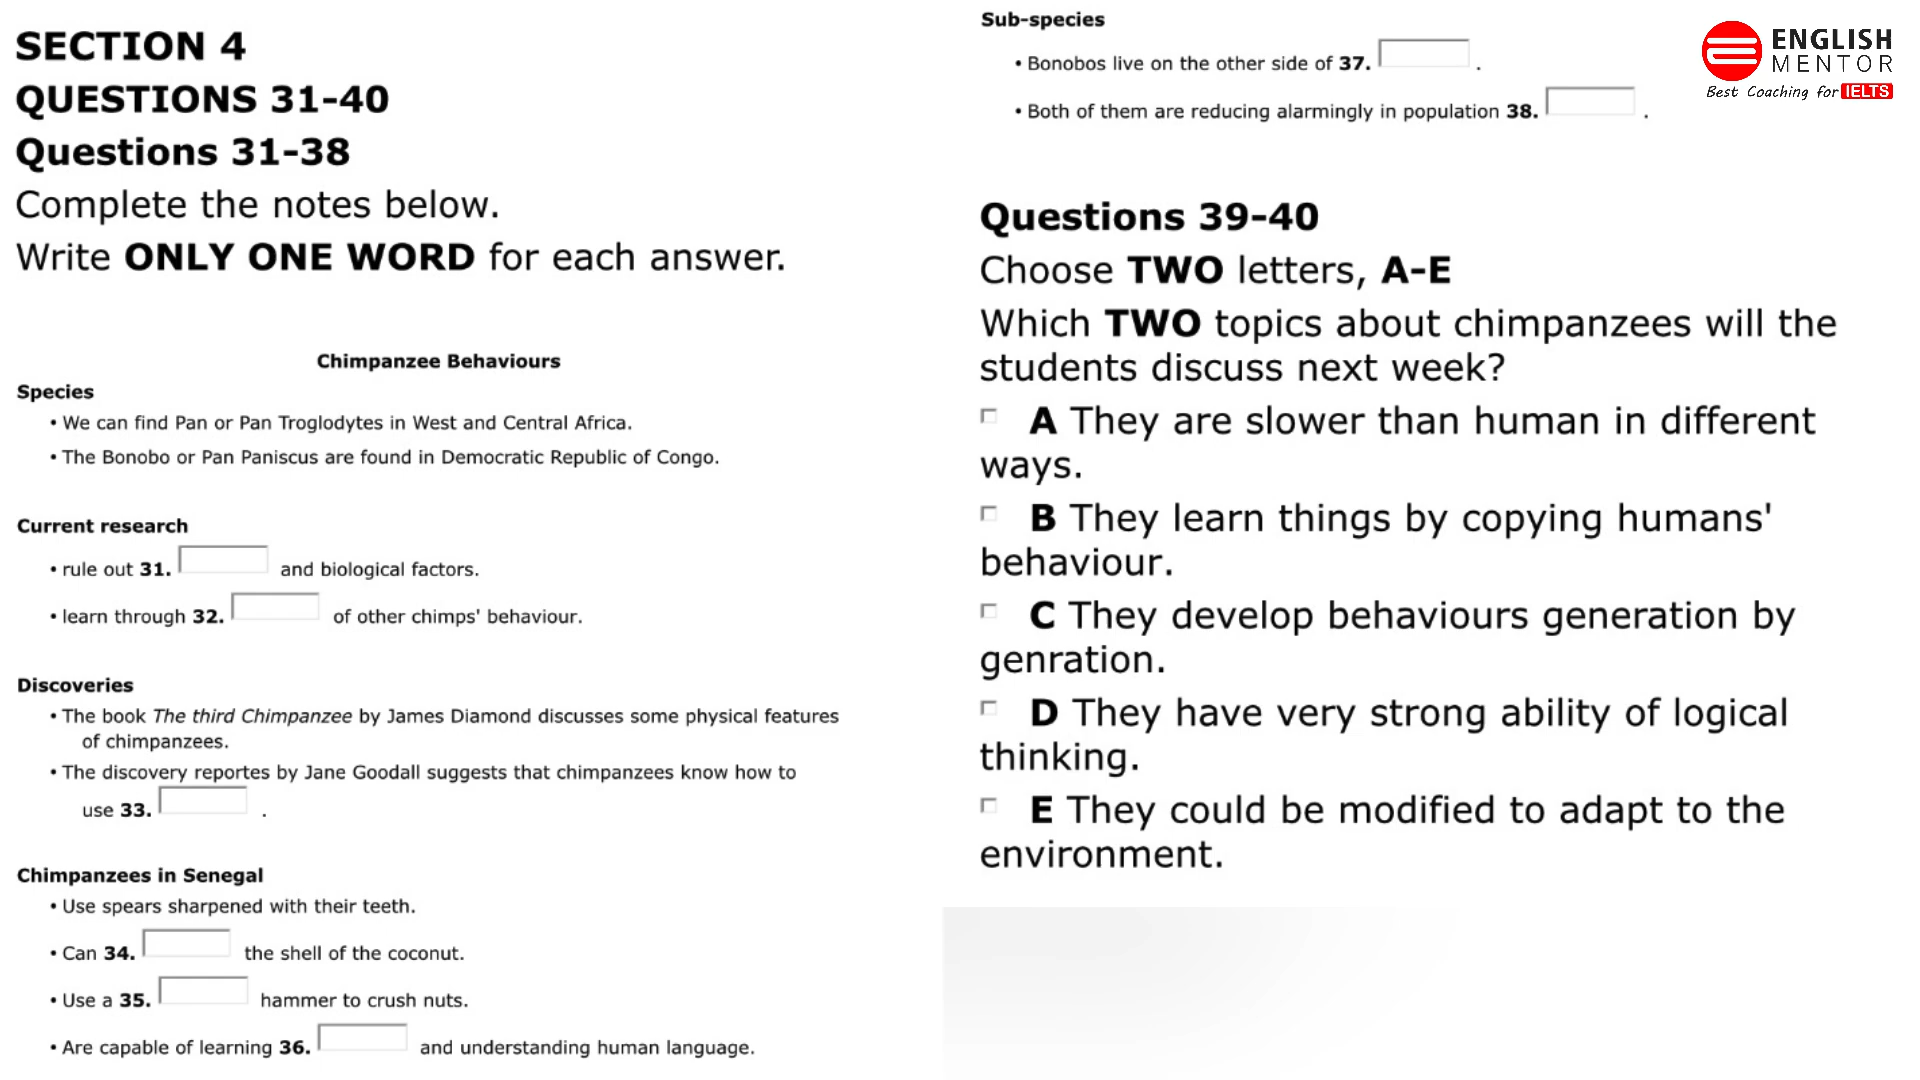 SECTION 4
QUESTIONS 31-40
Questions 31-38
Complete the notes below.
Write ONLY ONE WORD for each answer.
Chimpanzee Behaviours
Species
• We can find Pan or Pan Troglodytes in West and Central Africa.
• The Bonobo or Pan Paniscus are found in Democratic Republic of Congo.
Current research
• rule out 31. and biological factors.
• learn through 32. of other chimps' behaviour.
Discoveries
• The book The third Chimpanzee by James Diamond discusses some physical features
of chimpanzees.
• The discovery reportes by Jane Goodall suggests that chimpanzees know how to
use 33. .
Chimpanzees in Senegal
• Use spears sharpened with their teeth.
• Can 34. the shell of the coconut.
• Use a 35. hammer to crush nuts.
• Are capable of learning 36. and understanding human language.
Sub-species
• Bonobos live on the other side of 37. .
• Both of them are reducing alarmingly in population 38. .
Questions 39-40
Choose TWO letters, A-E
Which TWO topics about chimpanzees will the
students discuss next week?
A They are slower than human in different
ways.
B They learn things by copying humans'
behaviour.
C They develop behaviours generation by
genration.
D They have very strong ability of logical
thinking.
E They could be modified to adapt to the
environment.
ENGLISH
MENTOR
Best Coaching for IELTS